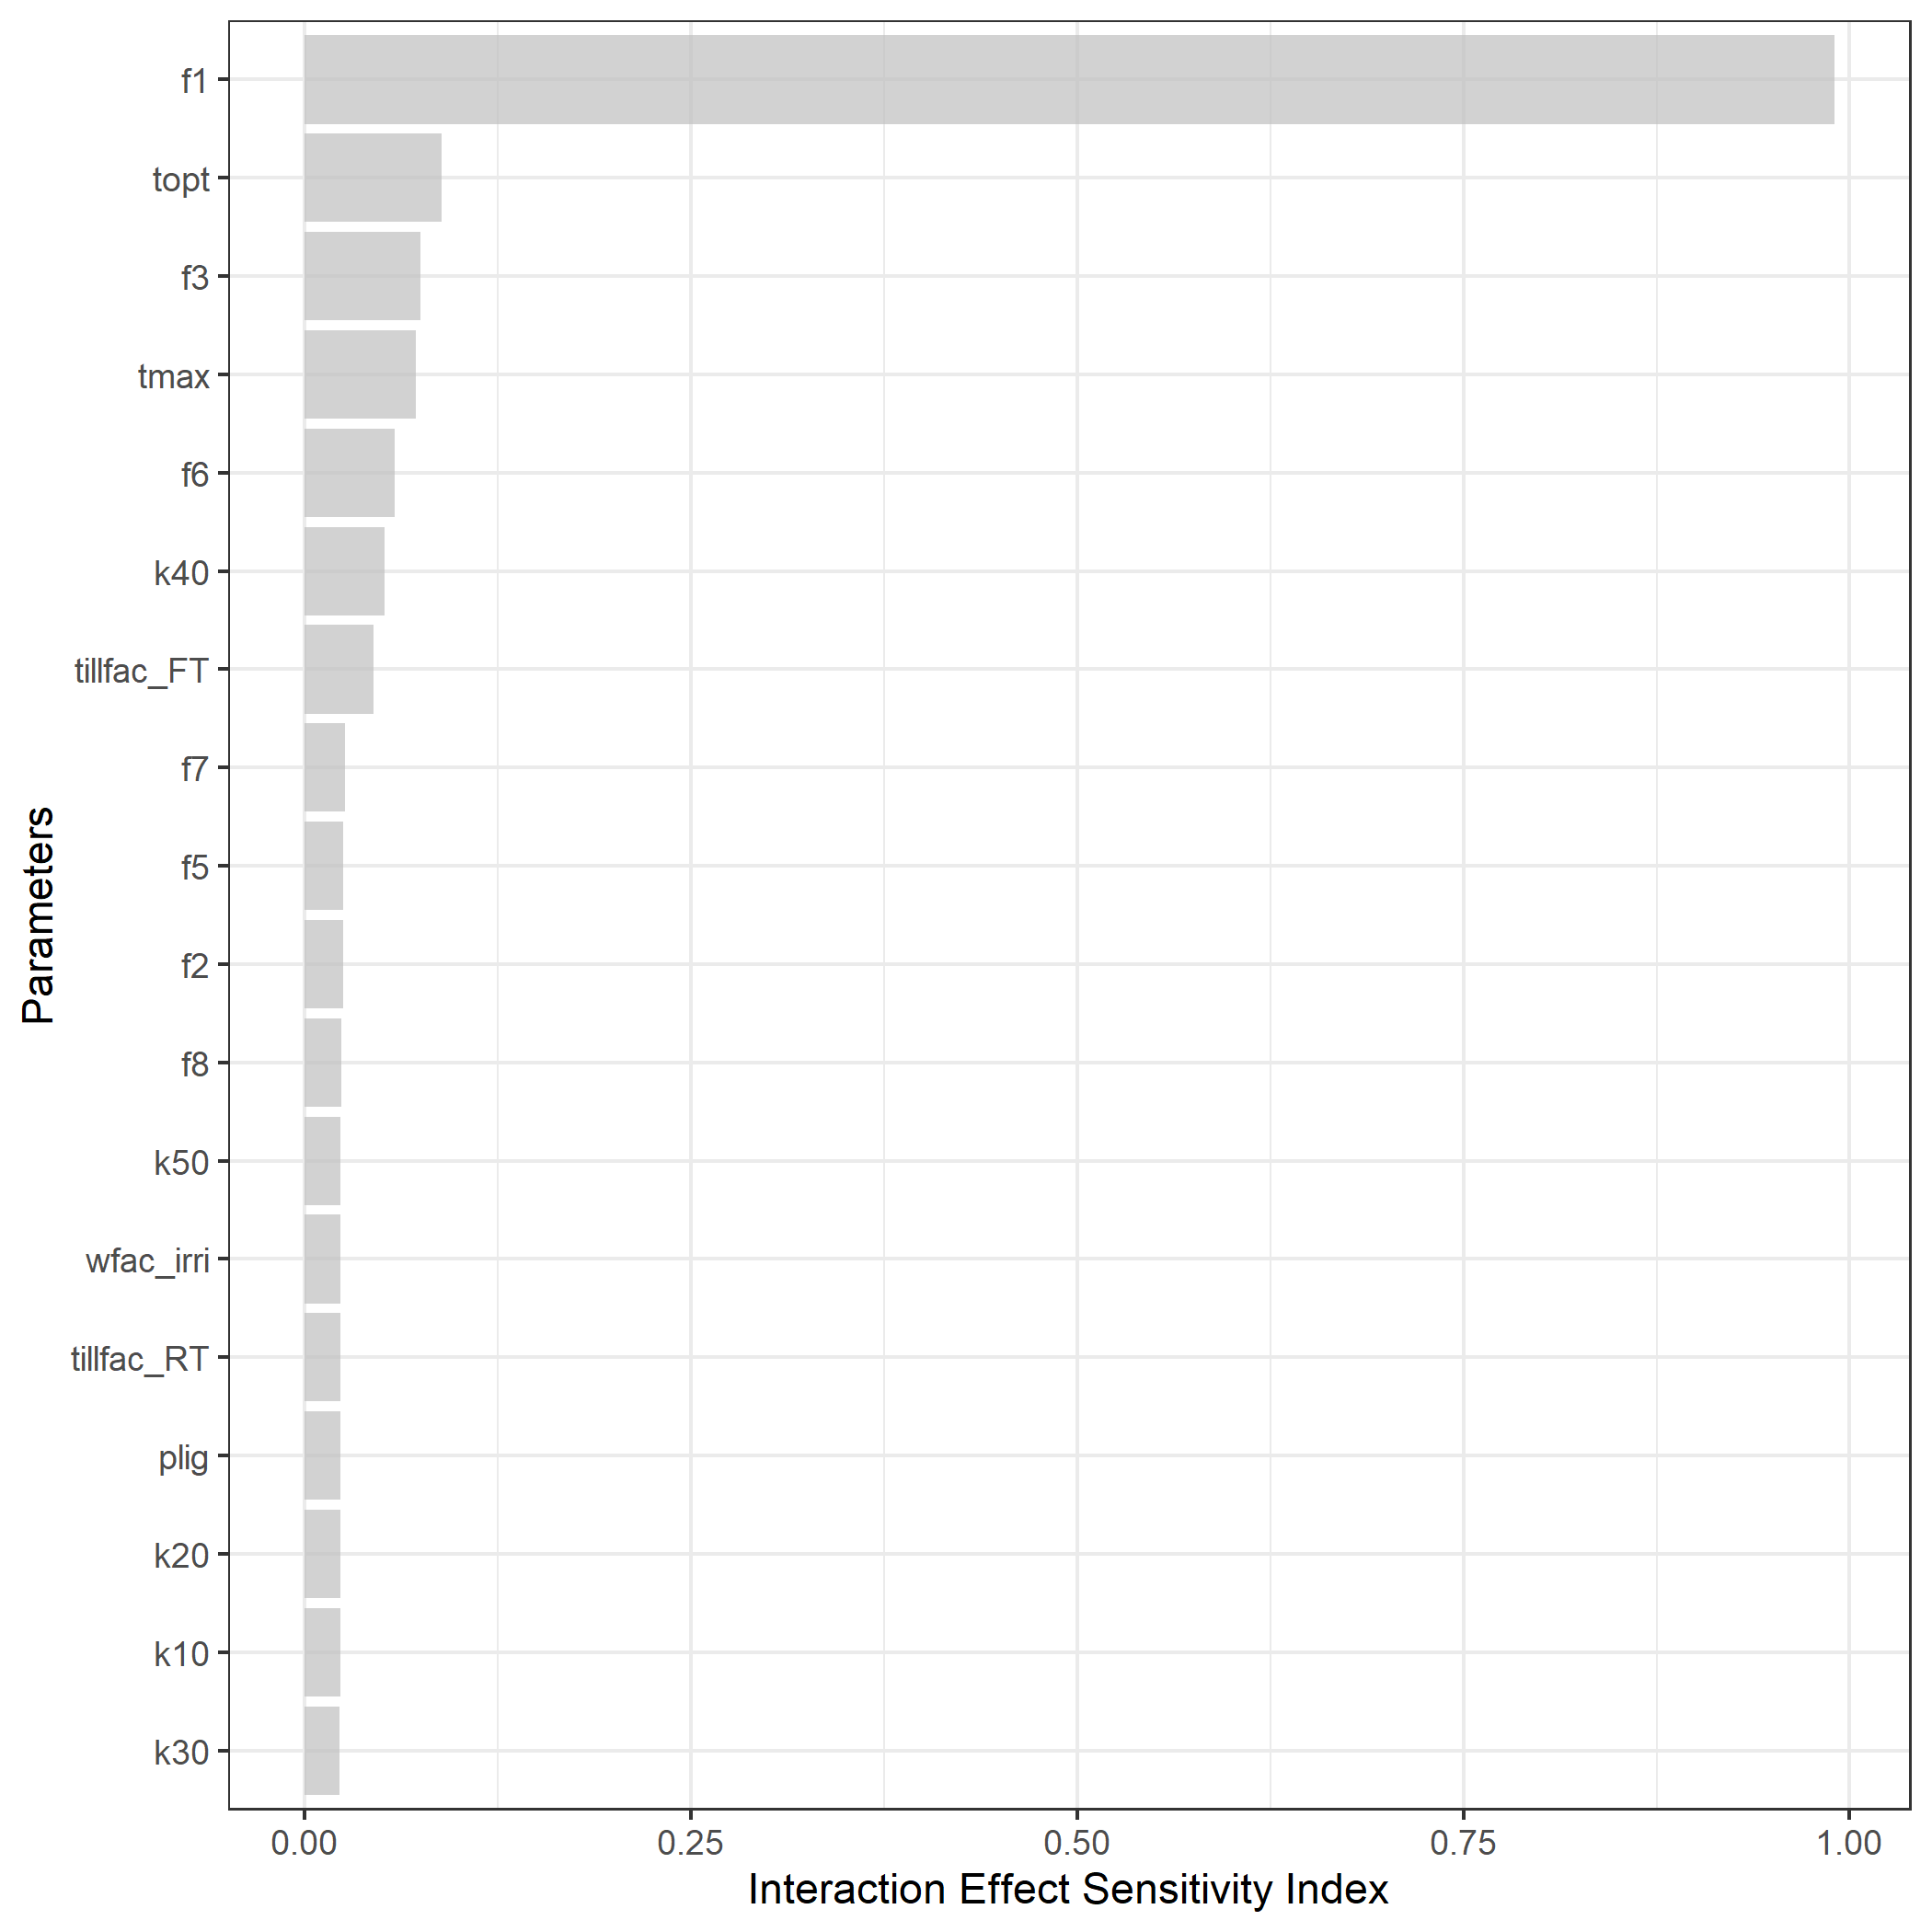 f1
topt
f3
tmax
f6
k40
tillfac_FT
f7
f5
f2
f8
k50
wfac_irri
tillfac_RT
plig
k20
k10
k30
Parameters
0.00 0.25 0.50 0.75 1.00
Interaction Effect Sensitivity Index